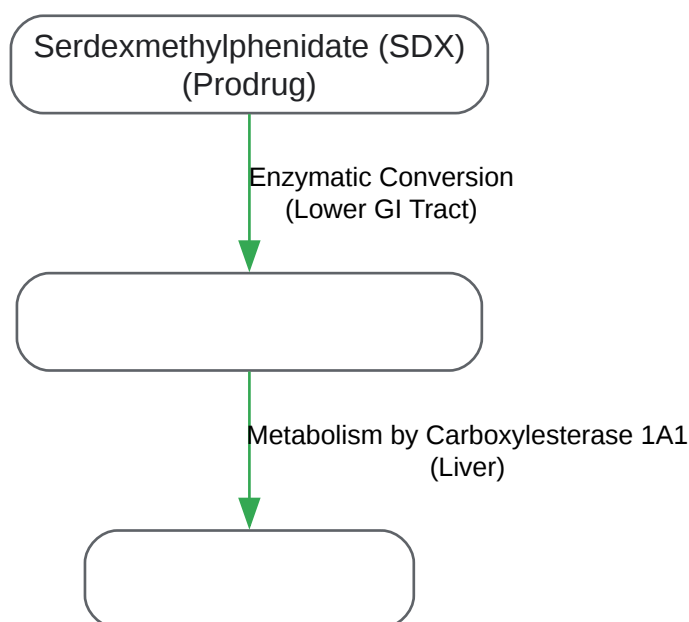 Serdexmethylphenidate (SDX)
(Prodrug)
Enzymatic Conversion
(Lower GI Tract)
Metabolism by Carboxylesterase 1A1
(Liver)